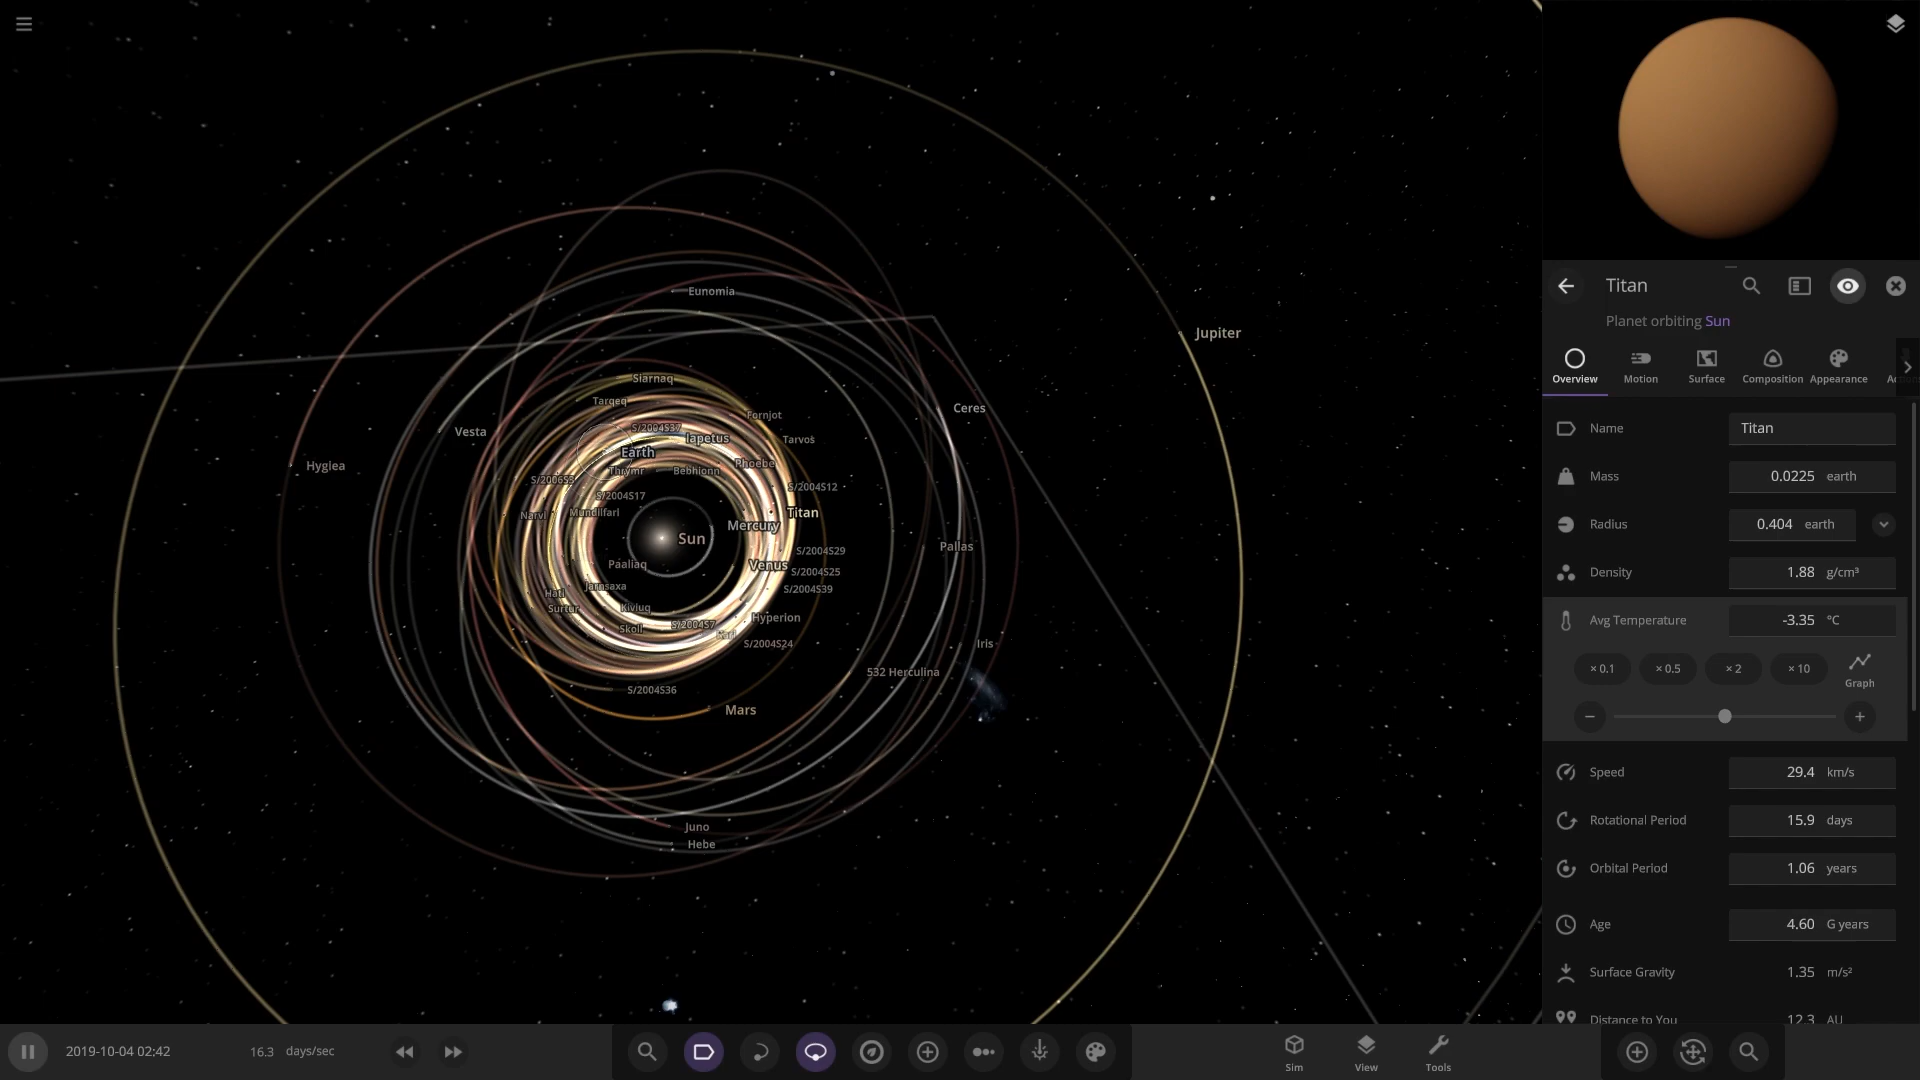 Titan
Planet orbiting Sun
Overview
Motion
Surface
Composition
Appearance
Name Titan
Mass 0.0225 earth
Radius 0.404 earth
Density 1.88 g/cm³
Avg Temperature -3.35 °C
× 0.1 × 0.5 × 2 × 10 Graph
Speed 29.4 km/s
Rotational Period 15.9 days
Orbital Period 1.06 years
Age 4.60 G years
Surface Gravity 1.35 m/s²
Distance to You 12.3 AU
Eunomia
Jupiter
Siarnaq
Tarqeq
Fornjot
Ceres
Vesta
S/2004S37
Iapetus
Tarvos
Earth
Hygiea
Thrymr
Bebhionn
Phoebe
S/2006S3
S/2004S12
S/2004S17
Narvi
Mundilfari
Titan
Mercury
Sun
Pallas
S/2004S29
Paaliaq
Venus
S/2004S25
Jarnsaxa
S/2004S39
Hati
Surtur
Kiviuq
Hyperion
Skoll
S/2004S7
S/2004S24
Iris
532 Herculina
S/2004S36
Mars
Juno
Hebe
2019-10-04 02:42
16.3 days/sec
Sim
View
Tools